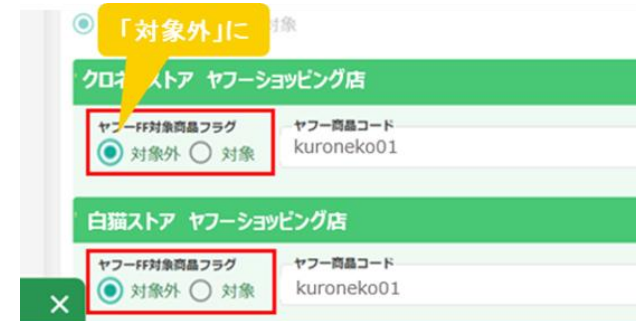 「対象外」に
象
クロネ
ストア ヤフーショッピング店
ヤフーFF対象商品フラグ
ヤフー商品コード
対象外 対象
kuroneko01
白猫ストア ヤフーショッピング店
ヤフーFF対象商品フラグ
ヤフー商品コード
対象外 対象
kuroneko01